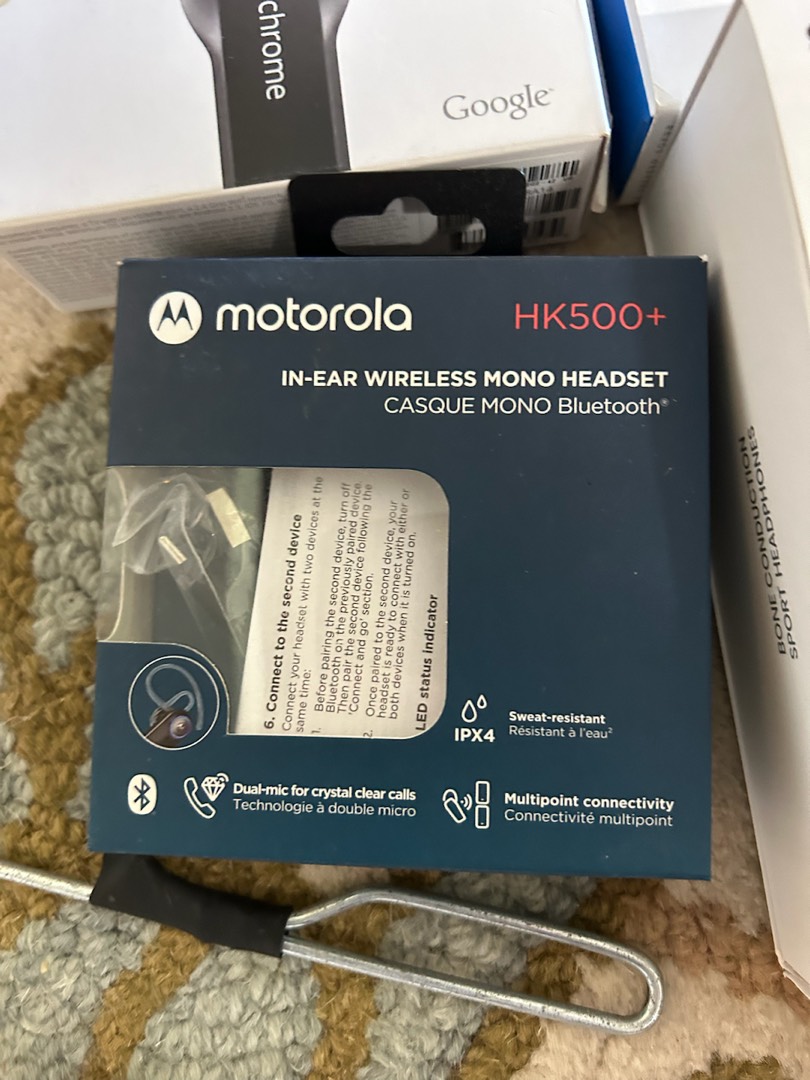 chrome
Google
motorola
HK500+
IN-EAR WIRELESS MONO HEADSET
CASQUE MONO Bluetooth®
6. Connect to the second device
Connect your headset with two devices at the
same time:
1. Before pairing the second device, turn off
Bluetooth on the previously paired device.
Then pair the second device following the
'Connect and go' section.
2. Once paired to the second device, your
headset is ready to connect with either or
both devices when it is turned on.
LED status indicator
IPX4
Sweat-resistant
Résistant à l'eau²
Dual-mic for crystal clear calls
Technologie à double micro
Multipoint connectivity
Connectivité multipoint
BONE CONDUCTION
SPORT HEADPHONES